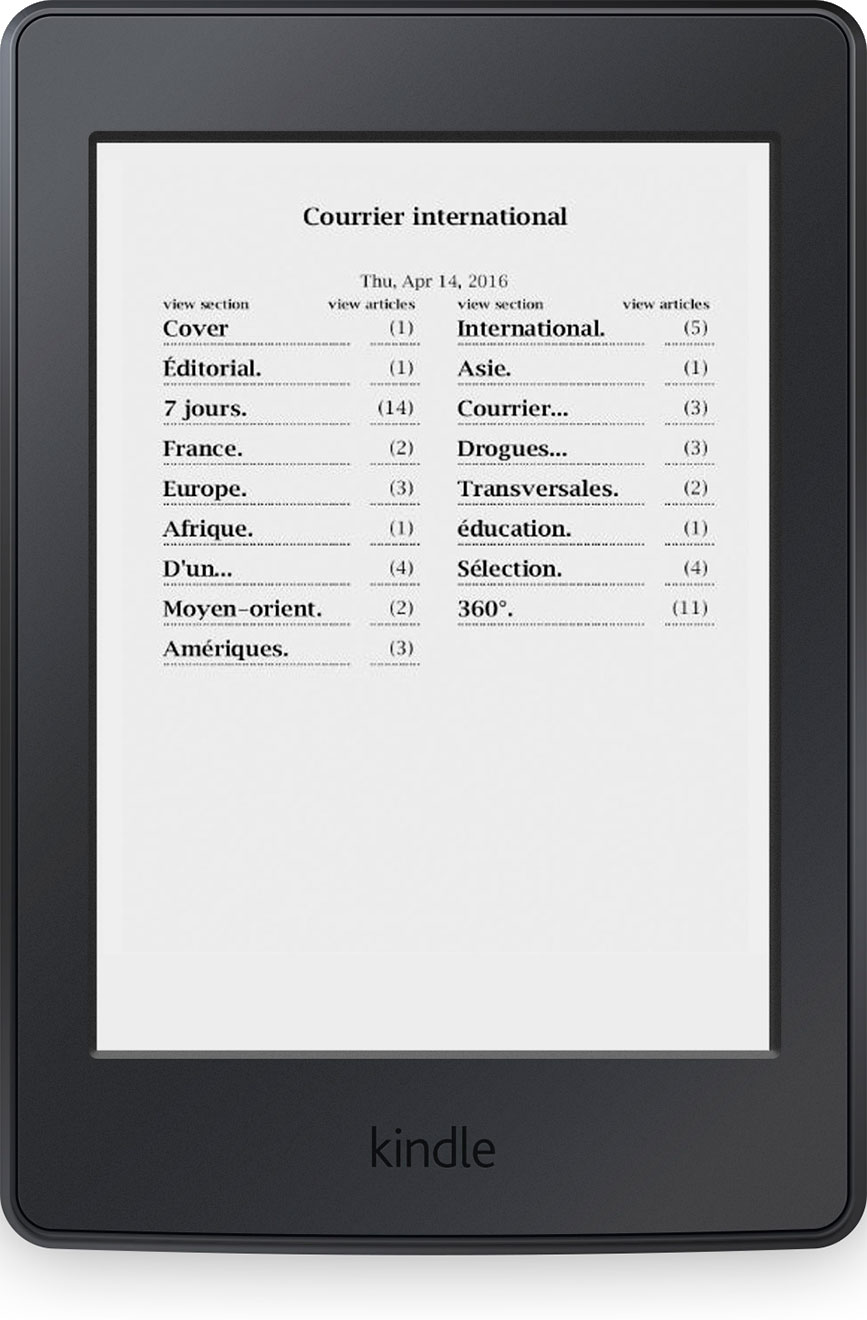 Courrier international
Thu, Apr 14, 2016
view section view articles
Cover (1)
Éditorial. (1)
7 jours. (14)
France. (2)
Europe. (3)
Afrique. (1)
D'un... (4)
Moyen-orient. (2)
Amériques. (3)
view section view articles
International. (5)
Asie. (1)
Courrier... (3)
Drogues... (3)
Transversales. (2)
éducation. (1)
Sélection. (4)
360°. (11)
kindle